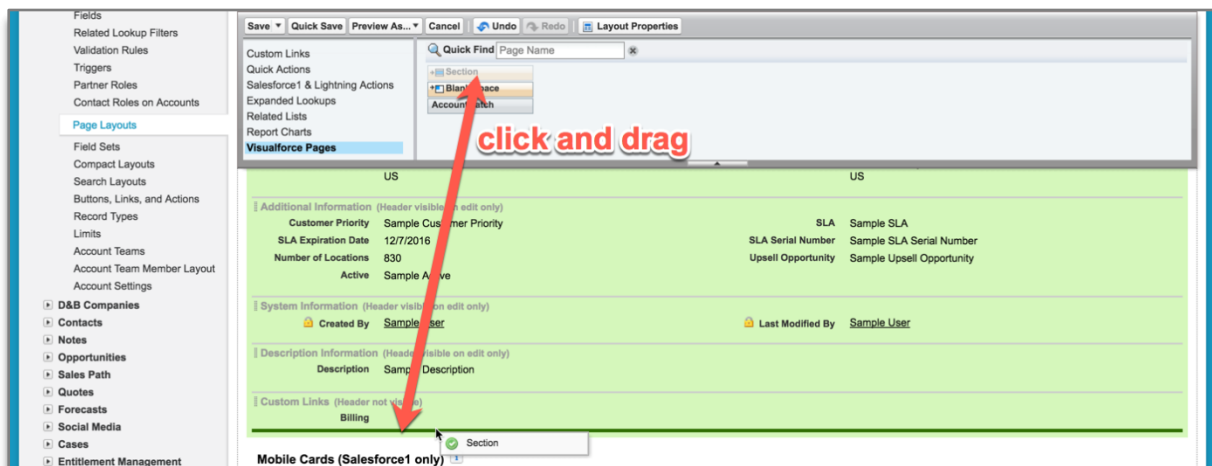 Fields
Related Lookup Filters
Validation Rules
Triggers
Partner Roles
Contact Roles on Accounts
Page Layouts
Field Sets
Compact Layouts
Search Layouts
Buttons, Links, and Actions
Record Types
Limits
Account Teams
Account Team Member Layout
Account Settings
D&B Companies
Contacts
Notes
Opportunities
Sales Path
Quotes
Forecasts
Social Media
Cases
Entitlement Management
Save Quick Save Preview As... Cancel Undo Redo Layout Properties
Custom Links
Quick Actions
Salesforce1 & Lightning Actions
Expanded Lookups
Related Lists
Report Charts
Visualforce Pages
Quick Find Page Name
Section
Blank Space
click and drag
US US
Additional Information (Header visible on edit only)
Customer Priority Sample Customer Priority SLA Sample SLA
SLA Expiration Date 12/7/2016 SLA Serial Number Sample SLA Serial Number
Number of Locations 830 Upsell Opportunity Sample Upsell Opportunity
Active Sample Active
System Information (Header visible on edit only)
Created By Sample User Last Modified By Sample User
Description Information (Header visible on edit only)
Description Sample Description
Custom Links (Header not visible)
Billing
Section
Mobile Cards (Salesforce1 only) i